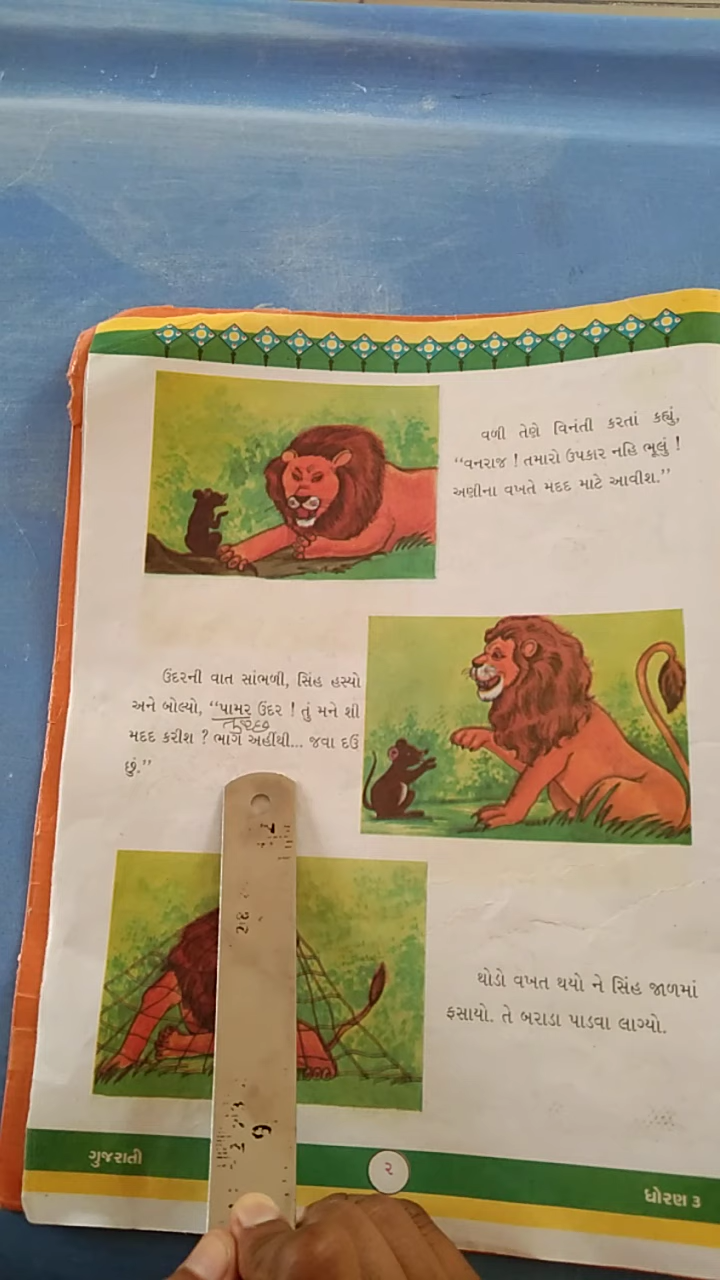 વળી તેણે વિનંતી કરતાં કહ્યું,
“વનરાજ ! તમારો ઉપકાર નહિ ભૂલું !
અણીના વખતે મદદ માટે આવીશ.”
ઉંદરની વાત સાંભળી, સિંહ હસ્યો
અને બોલ્યો, “પામર ઉંદર ! તું મને શી
તુચ્છ
મદદ કરીશ ? ભાગ અહીંથી... જવા દઉં
છું.”
થોડો વખત થયો ને સિંહ જાળમાં
ફસાયો. તે બરાડા પાડવા લાગ્યો.
ગુજરાતી
૨
ધોરણ ૩